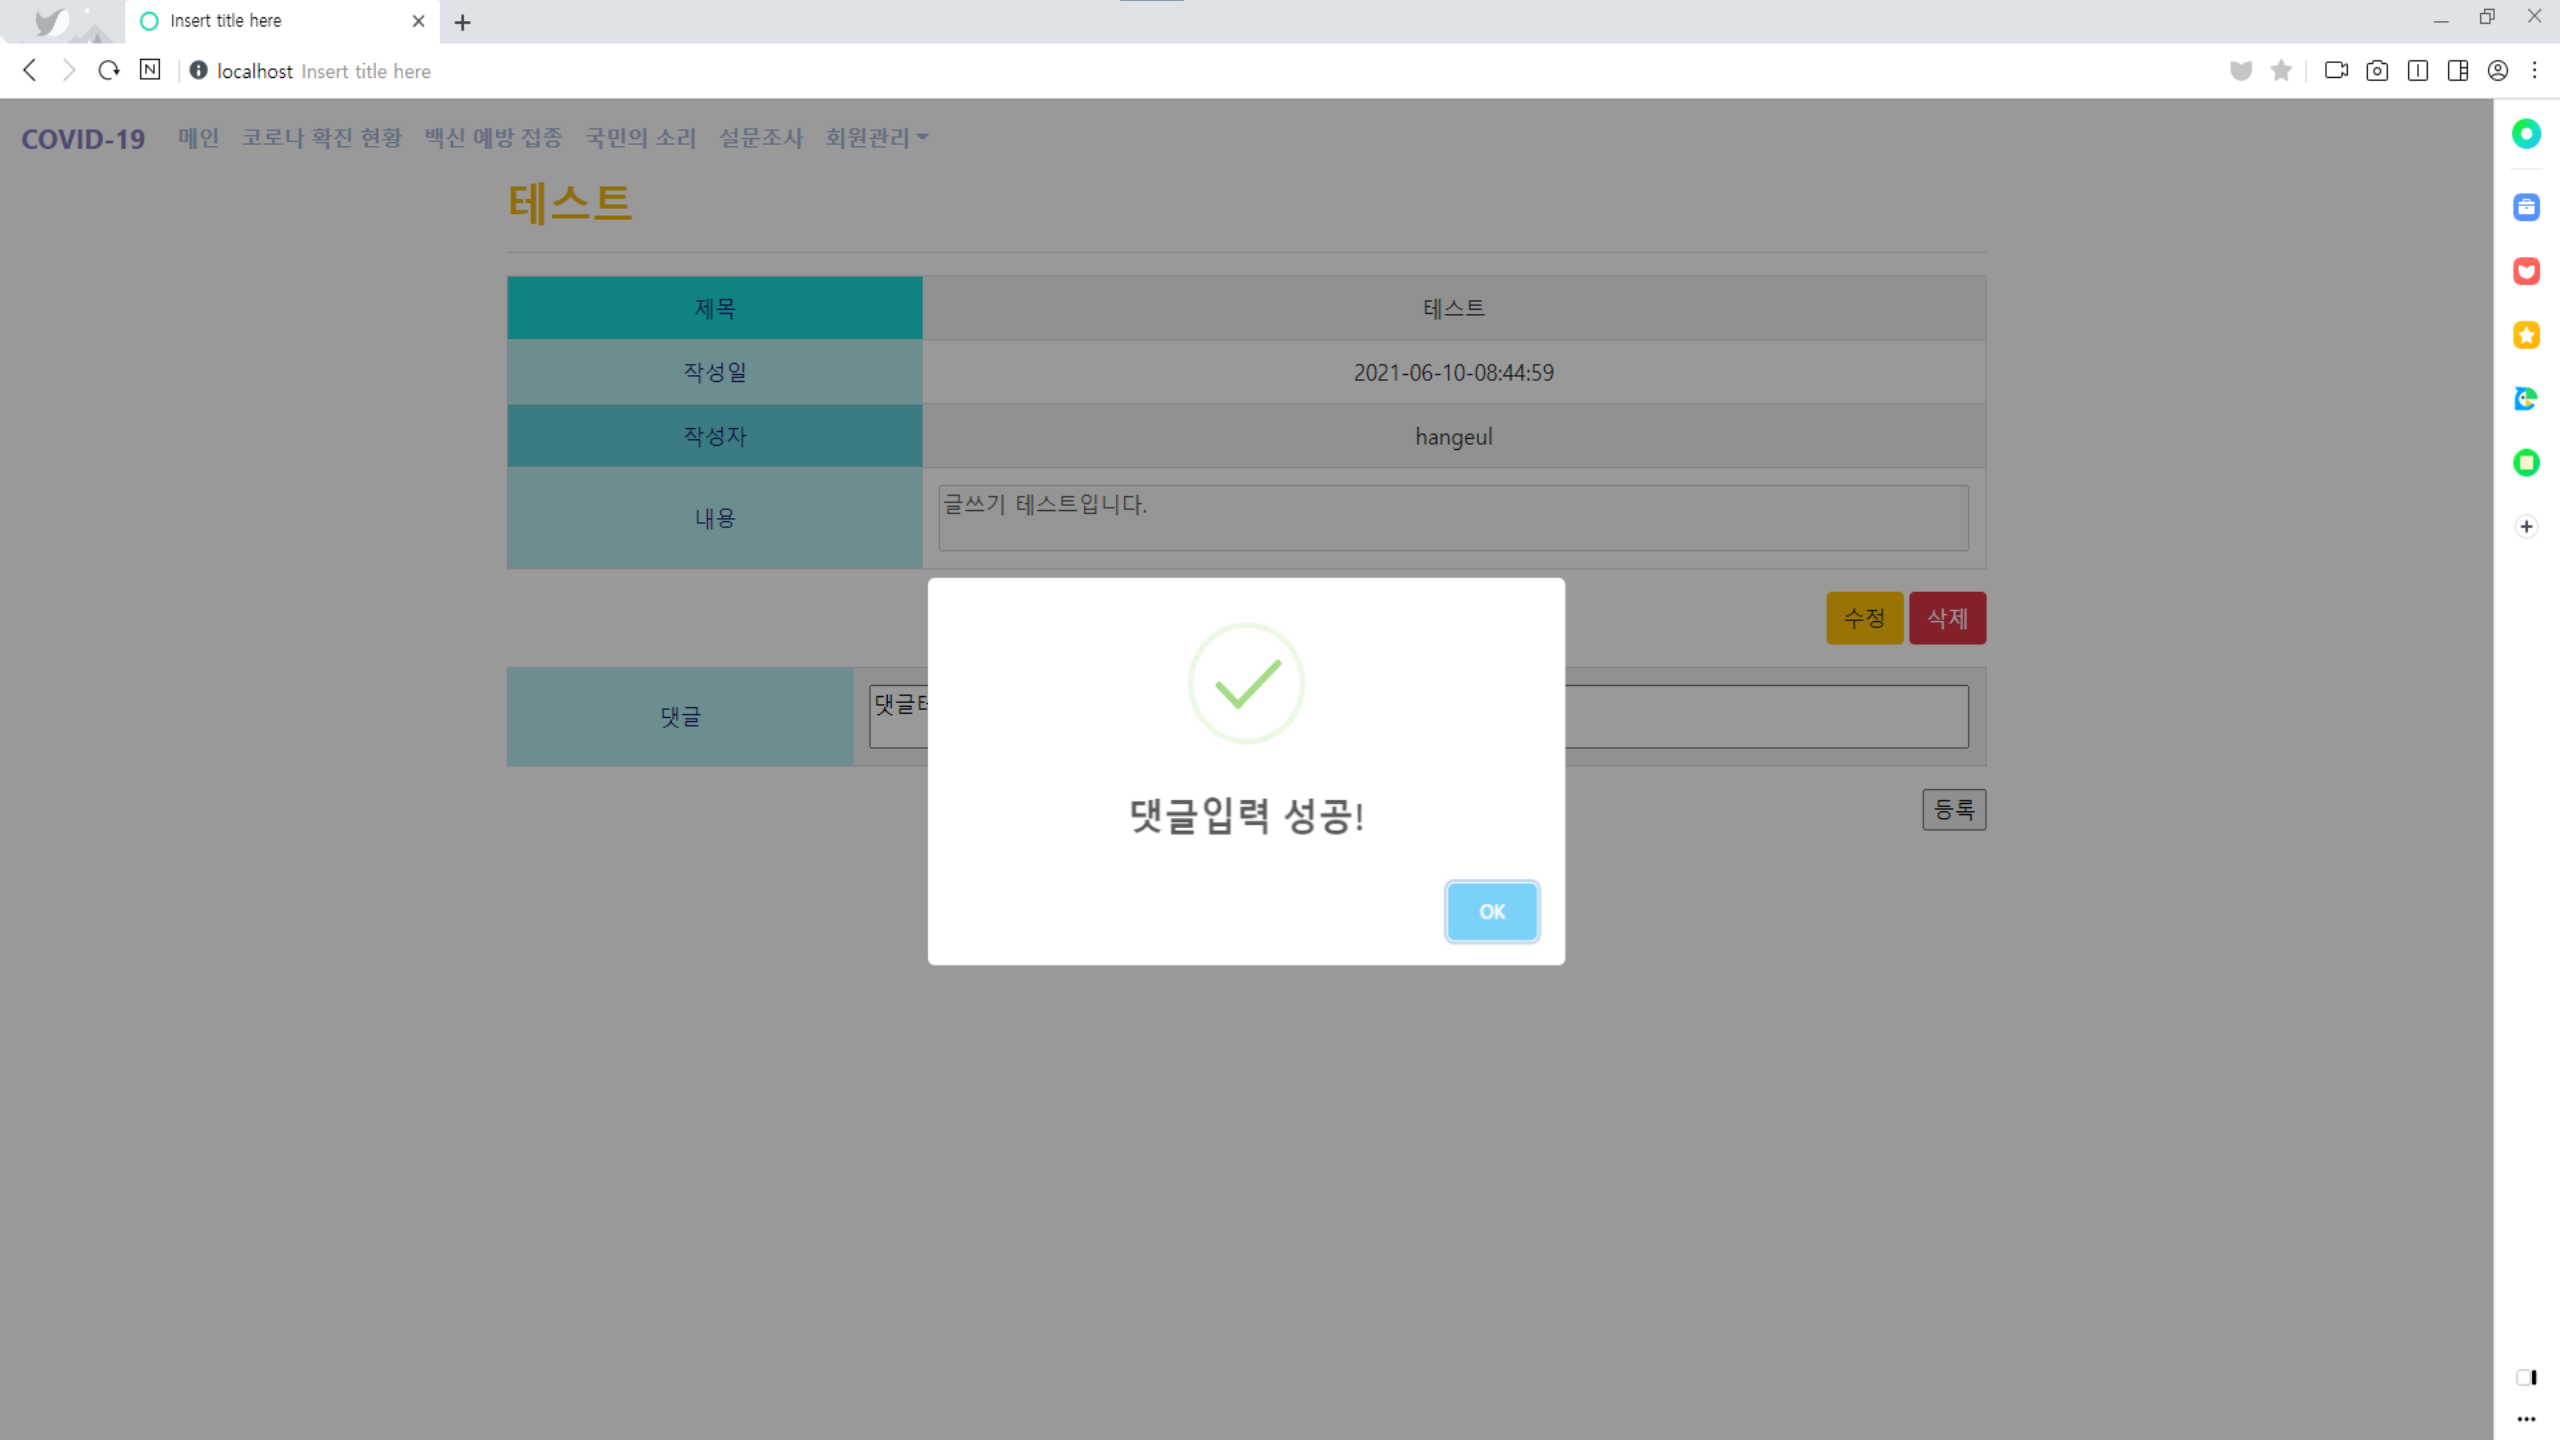 Insert title here
localhost Insert title here
COVID-19 메인 코로나 확진 현황 백신 예방 접종 국민의 소리 설문조사 회원관리
테스트
제목 테스트
작성일 2021-06-10-08:44:59
작성자 hangeul
내용 글쓰기 테스트입니다.
수정 삭제
댓글 댓글
댓글입력 성공!
등록
OK